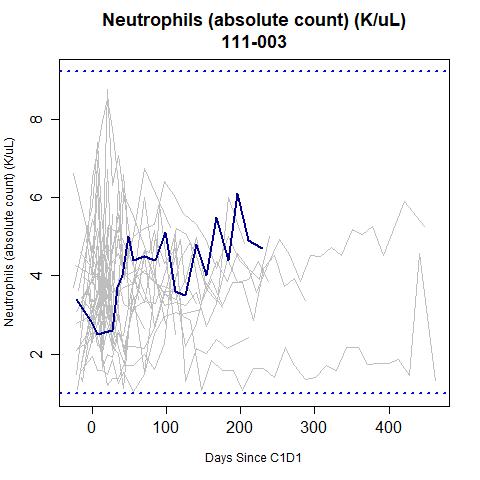 Neutrophils (absolute count) (K/uL)
111-003
Neutrophils (absolute count) (K/uL)
8
6
4
2
0 100 200 300 400
Days Since C1D1